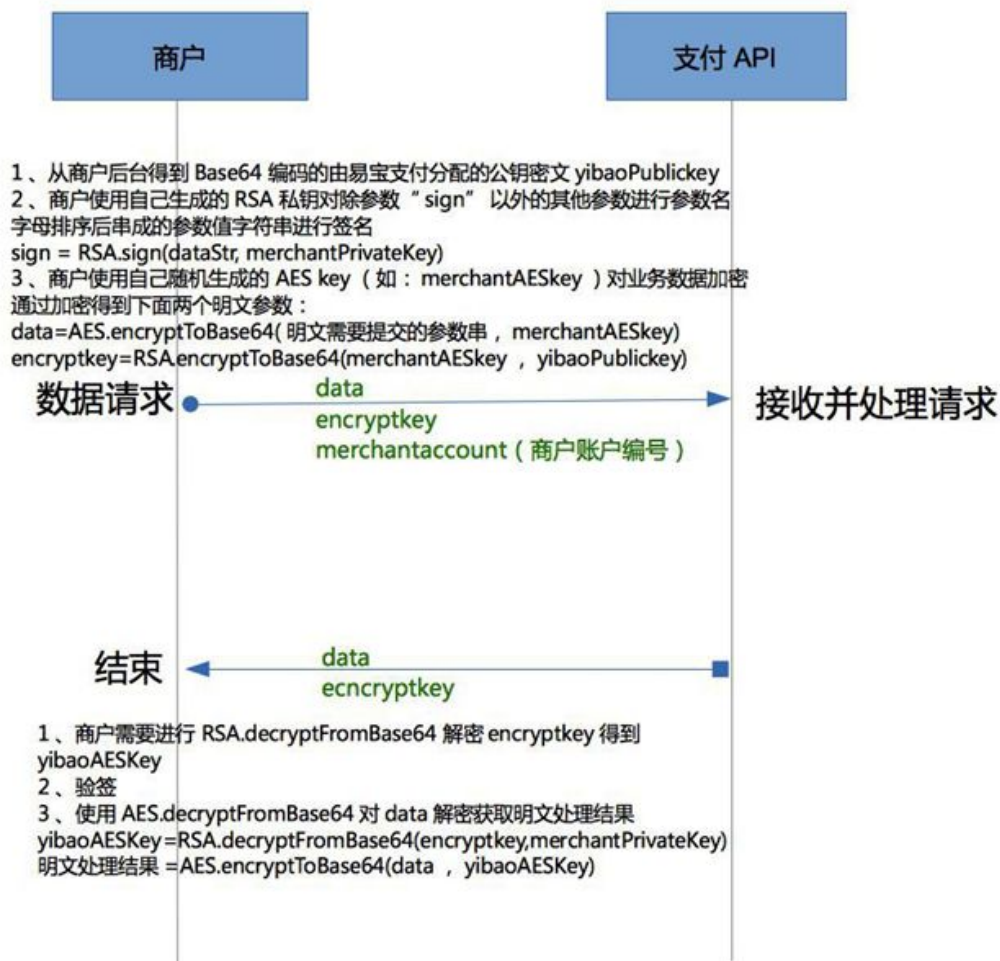 商户
支付 API
1、从商户后台得到 Base64 编码的由易宝支付分配的公钥密文 yibaoPublickey
2、商户使用自己生成的 RSA 私钥对除参数“sign”以外的其他参数进行参数名
字母排序后串成的参数值字符串进行签名
sign = RSA.sign(dataStr, merchantPrivateKey)
3、商户使用自己随机生成的 AES key（如：merchantAESkey）对业务数据加密
通过加密得到下面两个明文参数：
data=AES.encryptToBase64( 明文需要提交的参数串，merchantAESkey)
encryptkey=RSA.encryptToBase64(merchantAESkey ，yibaoPublickey)
数据请求
data
encryptkey
merchantaccount（商户账户编号）
接收并处理请求
结束
data
ecncryptkey
1、商户需要进行 RSA.decryptFromBase64 解密 encryptkey 得到
yibaoAESKey
2、验签
3、使用 AES.decryptFromBase64 对 data 解密获取明文处理结果
yibaoAESKey=RSA.decryptFromBase64(encryptkey,merchantPrivateKey)
明文处理结果 =AES.encryptToBase64(data ，yibaoAESKey)